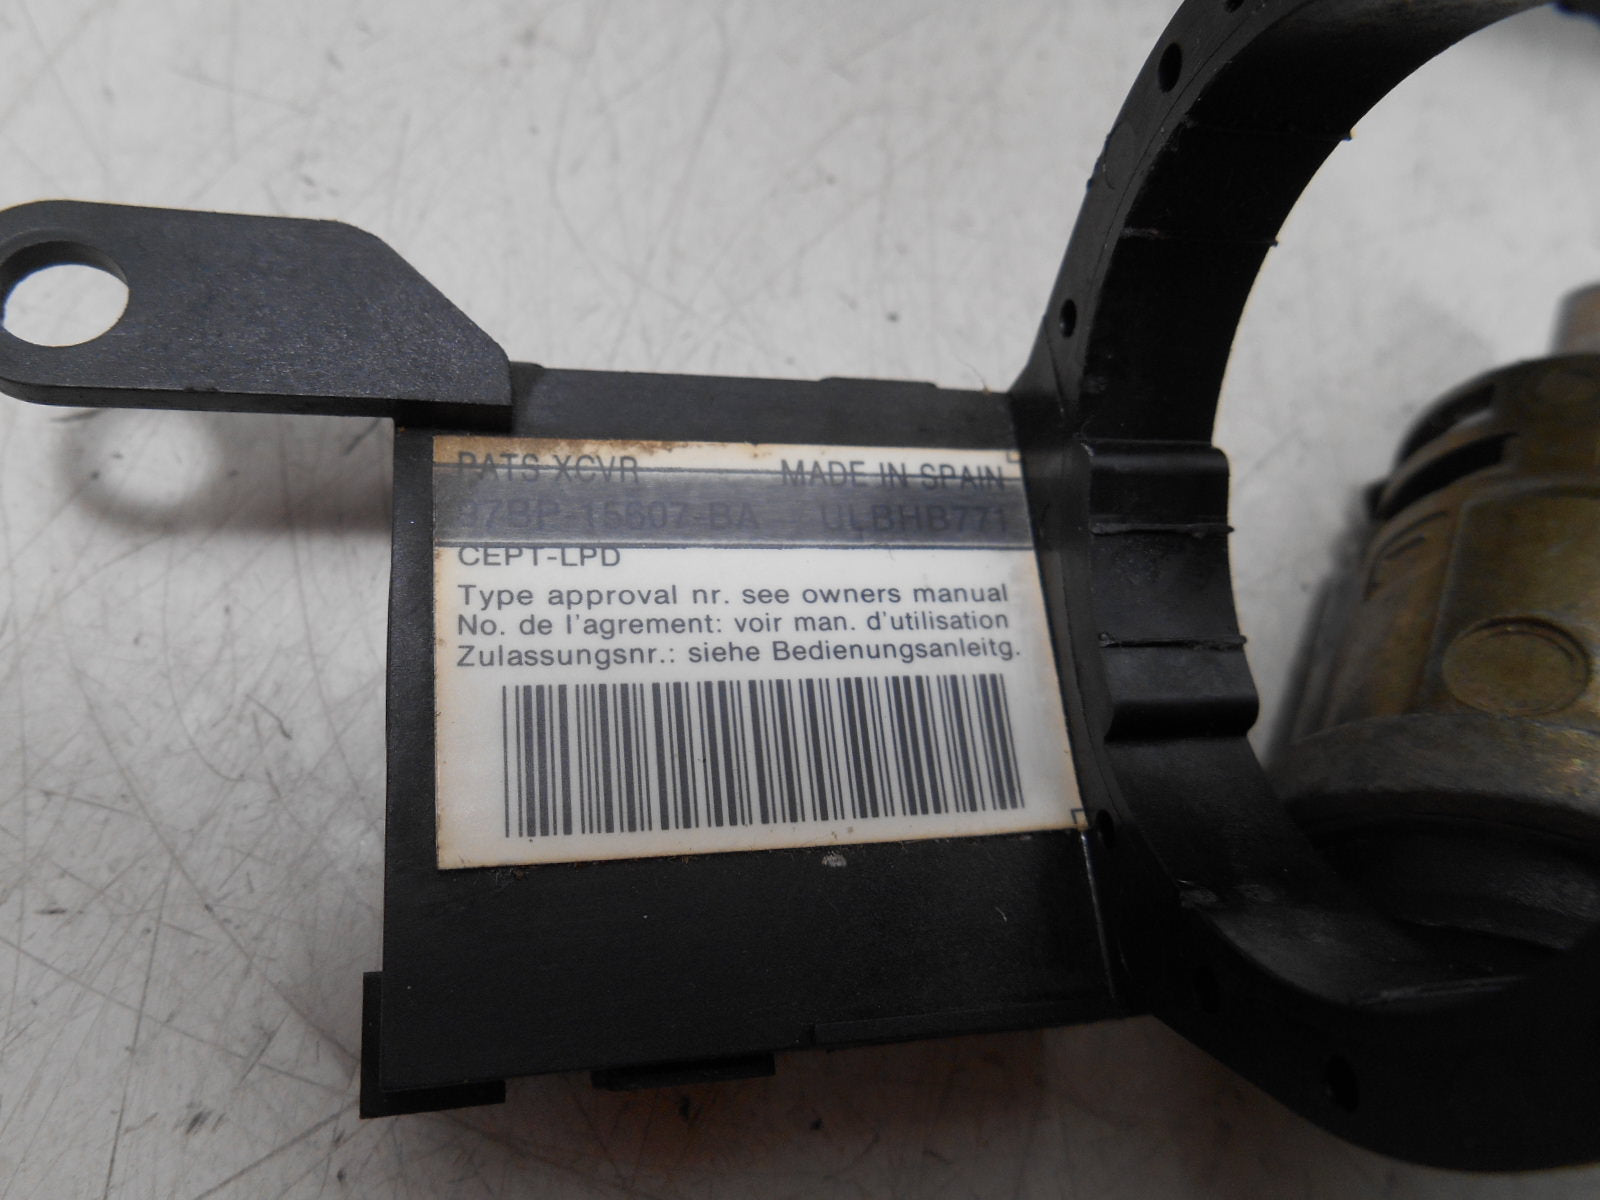 PATS XCVR MADE IN SPAIN
97BP-15607-BA ULBHB771
CEPT-LPD
Type approval nr. see owners manual
No. de l'agrement: voir man. d'utilisation
Zulassungsnr.: siehe Bedienungsanleitg.